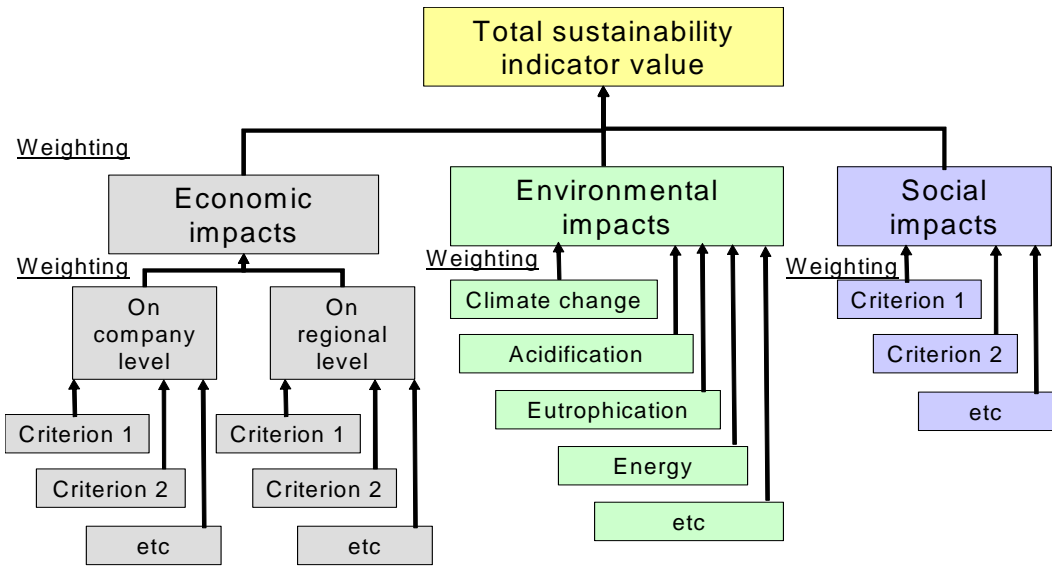 Total sustainability
indicator value
Weighting
Economic
impacts
Environmental
impacts
Social
impacts
Weighting
Weighting
Weighting
On
company
level
On
regional
level
Climate change
Criterion 1
Acidification
Criterion 2
Eutrophication
etc
Criterion 1
Criterion 1
Energy
Criterion 2
Criterion 2
etc
etc
etc